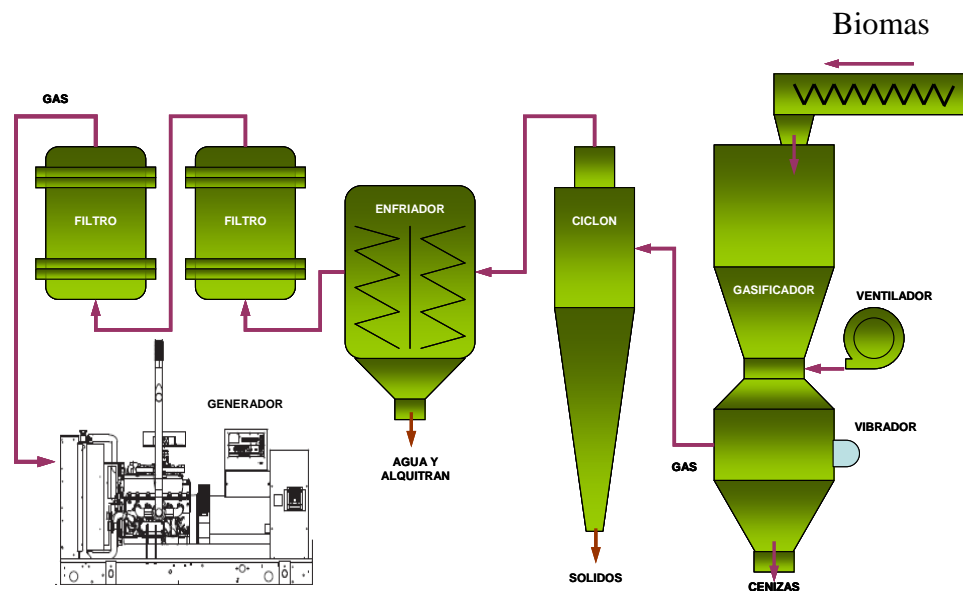 Biomas
GAS
FILTRO
FILTRO
ENFRIADOR
CICLON
GASIFICADOR
VENTILADOR
GENERADOR
VIBRADOR
AGUA Y
ALQUITRAN
GAS
SOLIDOS
CENIZAS